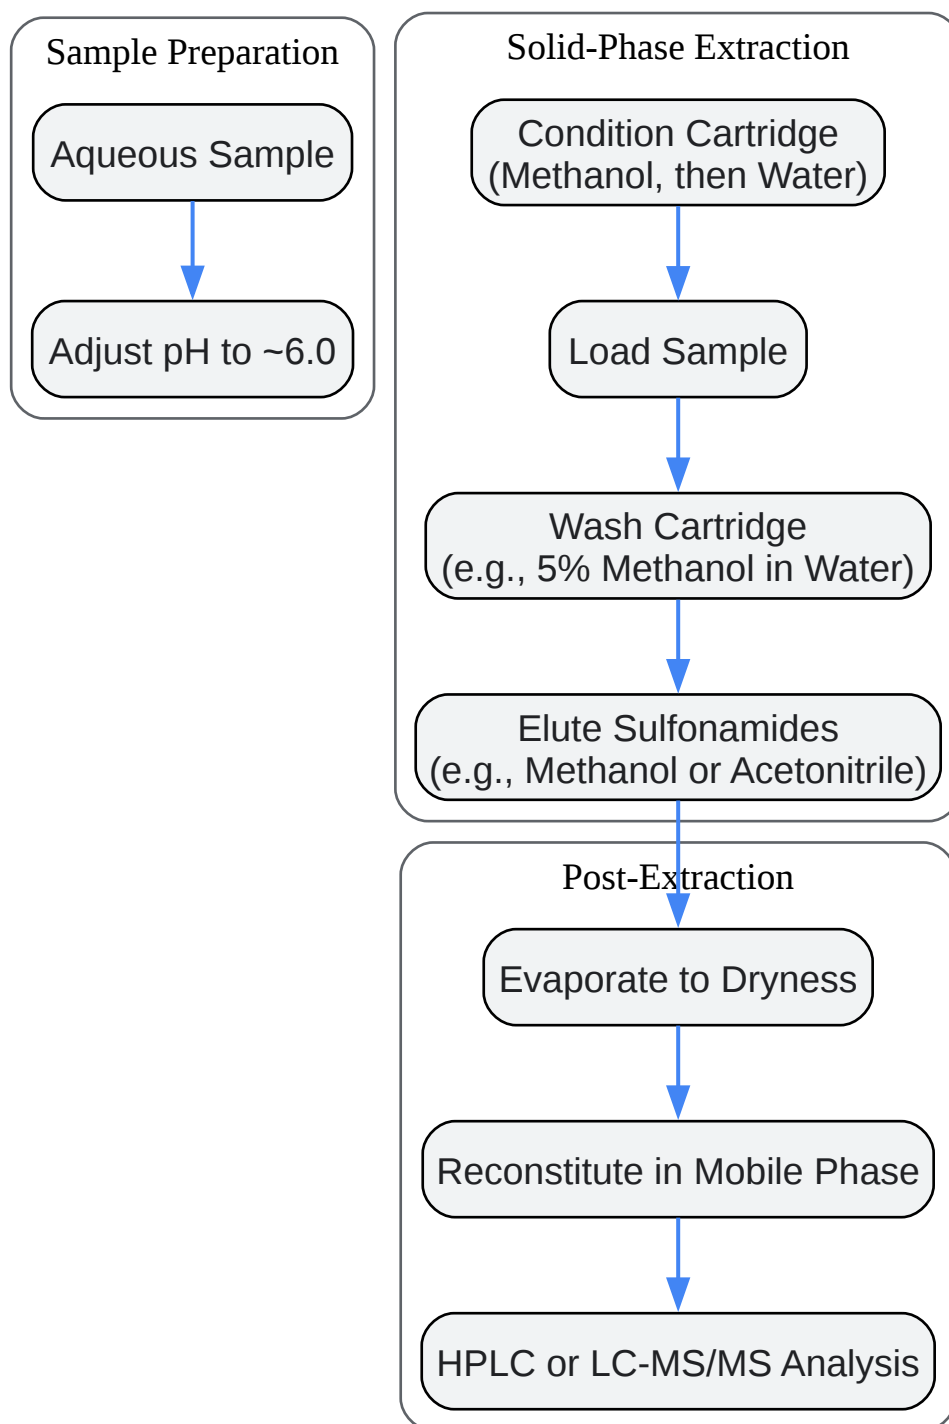 Sample Preparation
Aqueous Sample
Adjust pH to ~6.0
Solid-Phase Extraction
Condition Cartridge
(Methanol, then Water)
Load Sample
Wash Cartridge
(e.g., 5% Methanol in Water)
Elute Sulfonamides
(e.g., Methanol or Acetonitrile)
Post-Extraction
Evaporate to Dryness
Reconstitute in Mobile Phase
HPLC or LC-MS/MS Analysis